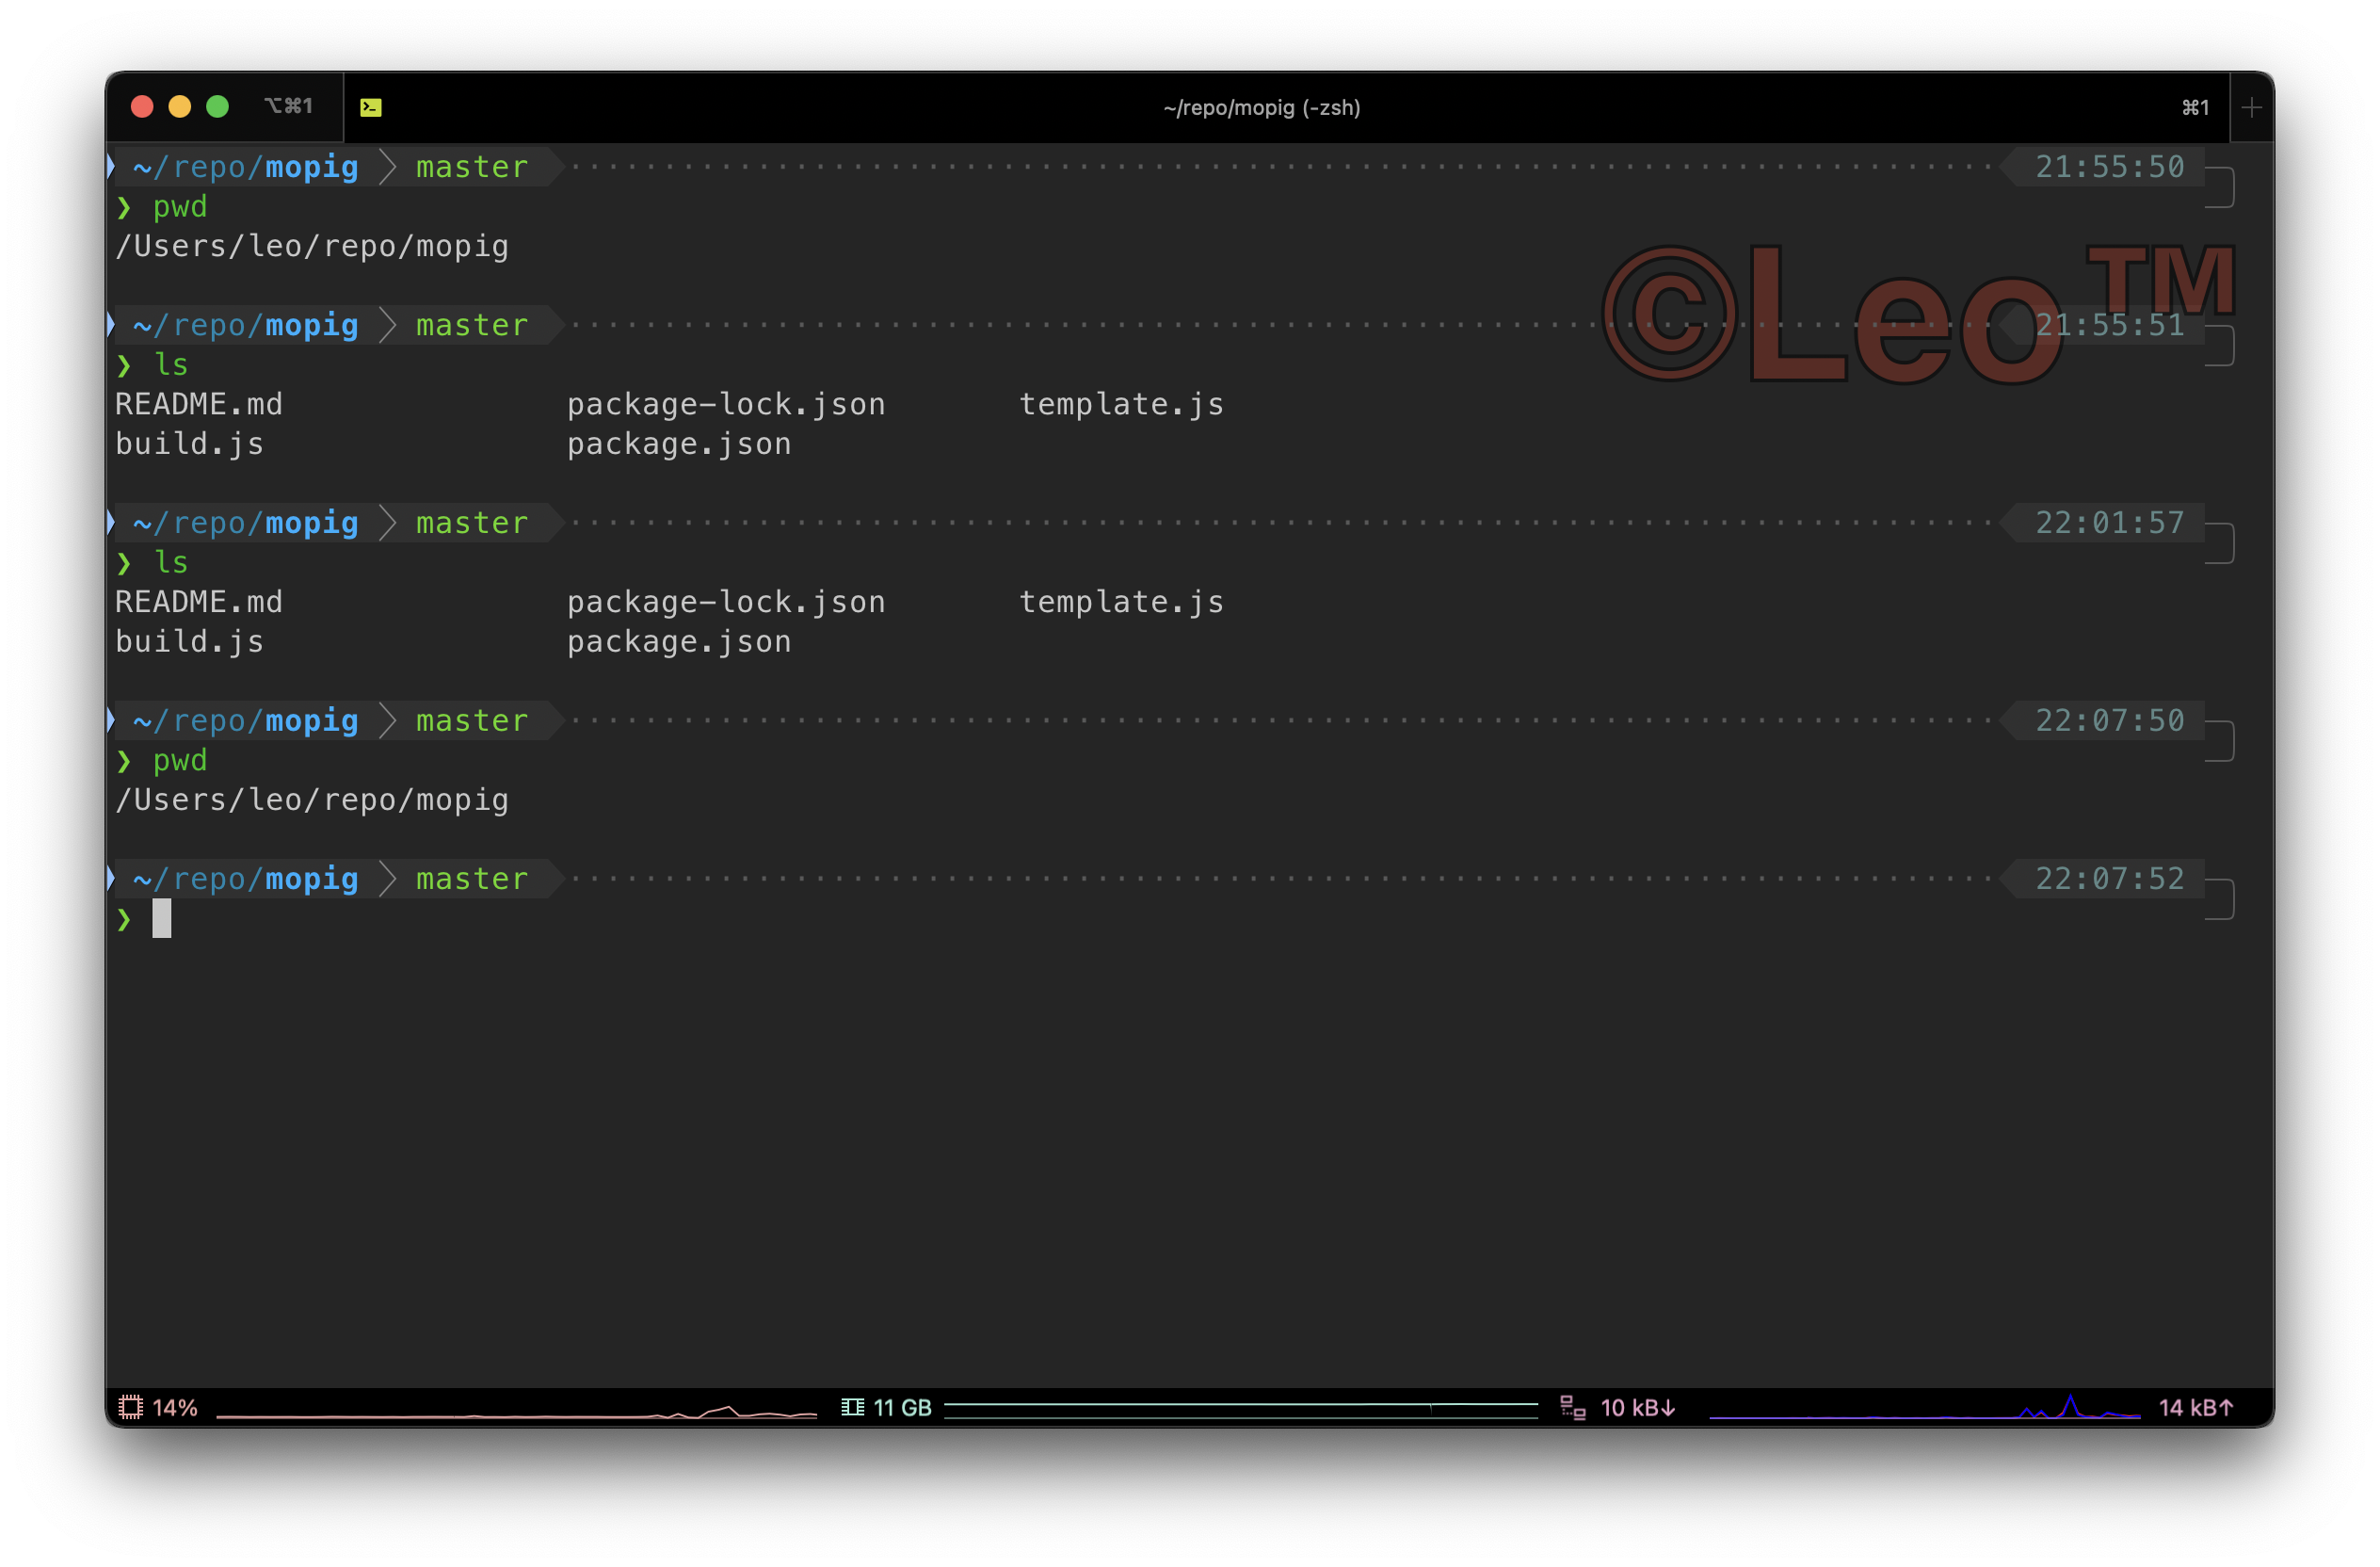 ⌥⌘1 ~/repo/mopig (-zsh) ⌘1
~/repo/mopig master 21:55:50
❯ pwd
/Users/leo/repo/mopig
©Leo™
~/repo/mopig master 21:55:51
❯ ls
README.md package-lock.json template.js
build.js package.json
~/repo/mopig master 22:01:57
❯ ls
README.md package-lock.json template.js
build.js package.json
~/repo/mopig master 22:07:50
❯ pwd
/Users/leo/repo/mopig
~/repo/mopig master 22:07:52
❯
14% 11 GB 10 kB↓ 14 kB↑